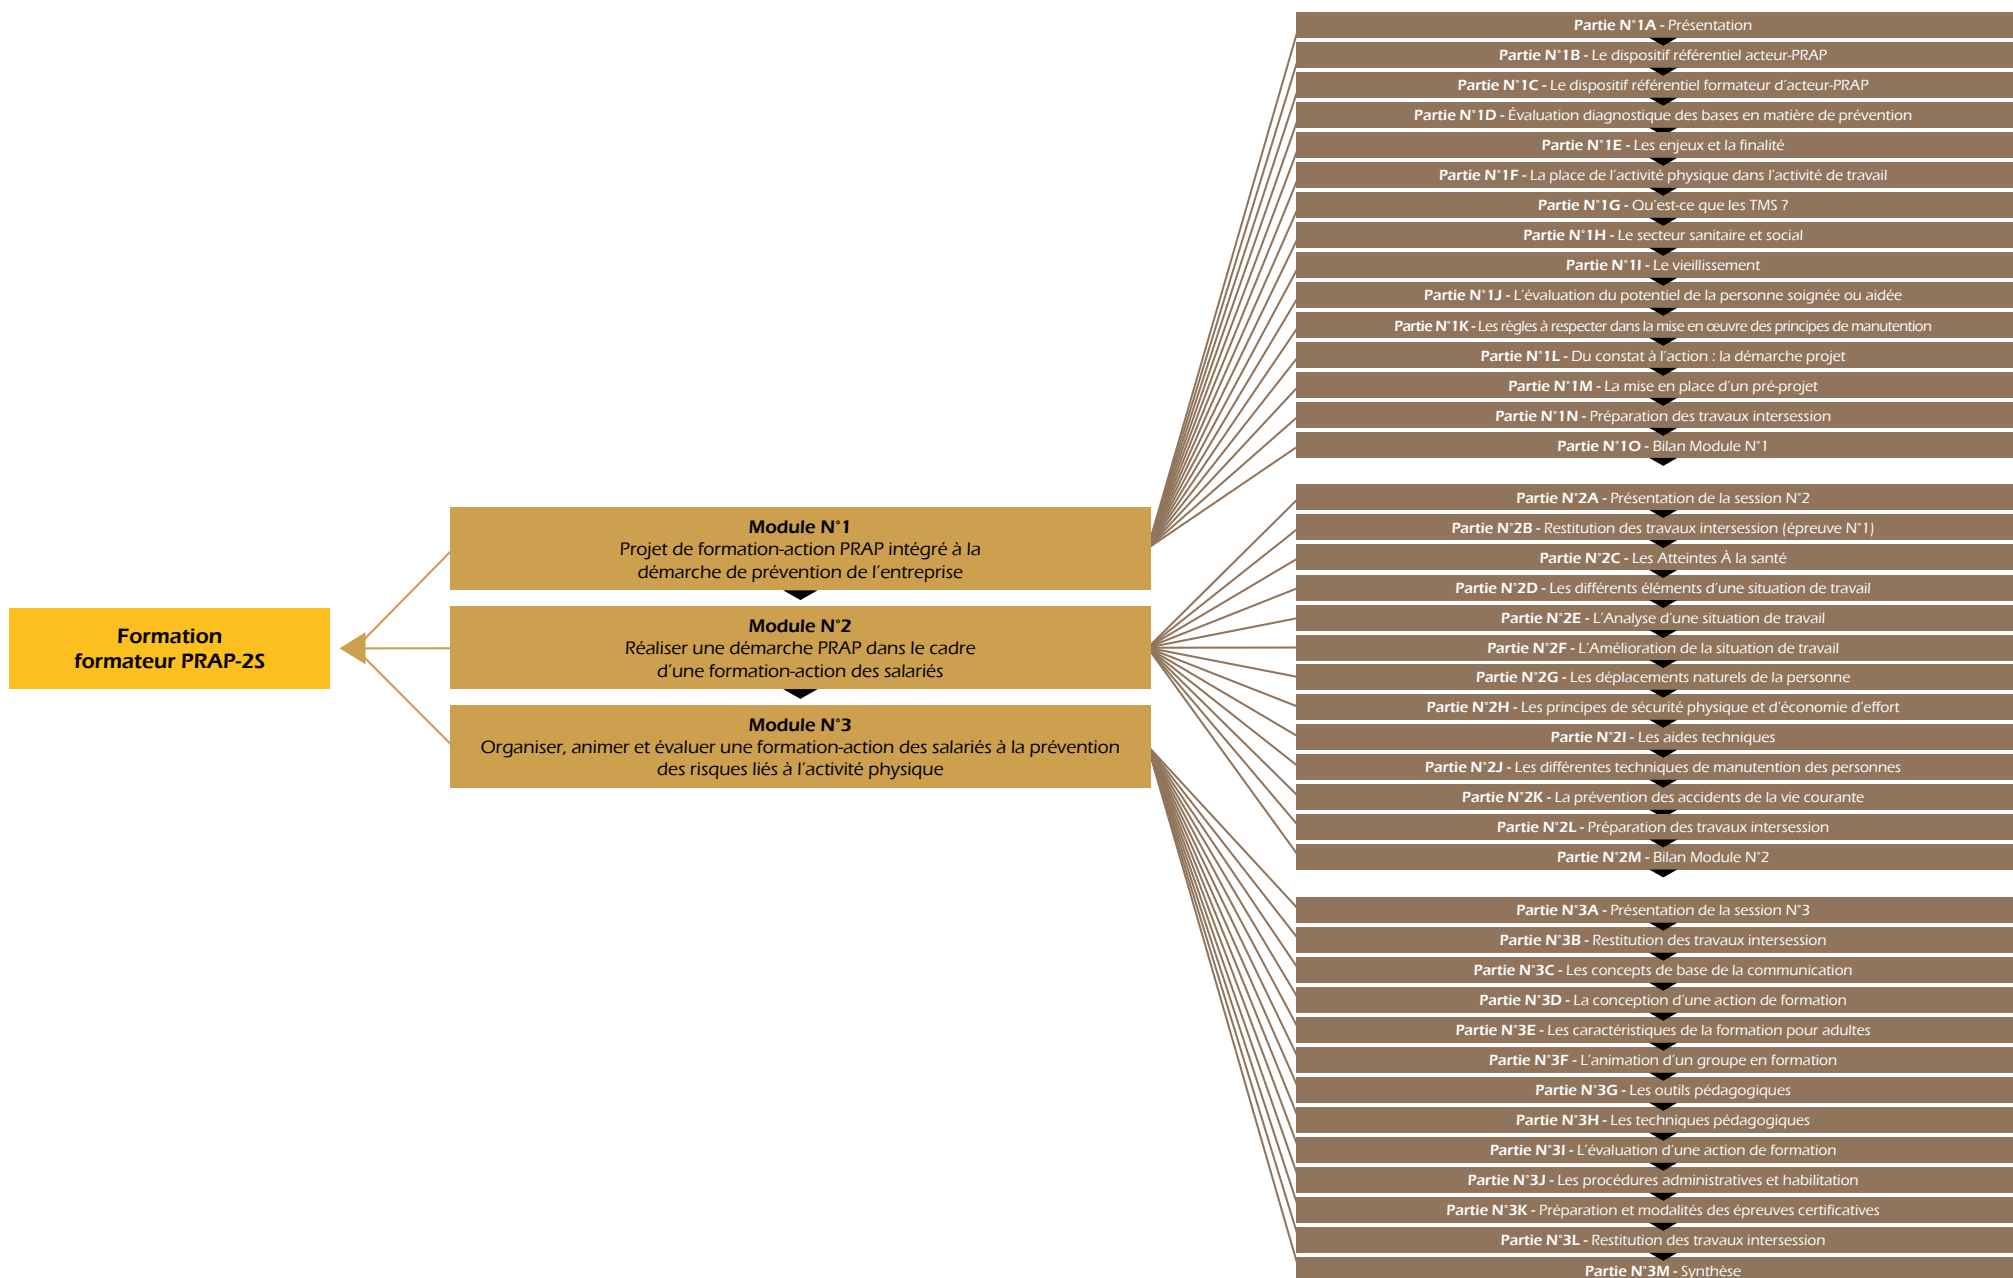 Formation
formateur PRAP-2S
Module N°1
Projet de formation-action PRAP intégré à la
démarche de prévention de l'entreprise
Module N°2
Réaliser une démarche PRAP dans le cadre
d'une formation-action des salariés
Module N°3
Organiser, animer et évaluer une formation-action des salariés à la prévention
des risques liés à l'activité physique
Partie N°1A - Présentation
Partie N°1B - Le dispositif référentiel acteur-PRAP
Partie N°1C - Le dispositif référentiel formateur d'acteur-PRAP
Partie N°1D - Évaluation diagnostique des bases en matière de prévention
Partie N°1E - Les enjeux et la finalité
Partie N°1F - La place de l'activité physique dans l'activité de travail
Partie N°1G - Qu'est-ce que les TMS ?
Partie N°1H - Le secteur sanitaire et social
Partie N°1I - Le vieillissement
Partie N°1J - L'évaluation du potentiel de la personne soignée ou aidée
Partie N°1K - Les règles à respecter dans la mise en œuvre des principes de manutention
Partie N°1L - Du constat à l'action : la démarche projet
Partie N°1M - La mise en place d'un pré-projet
Partie N°1N - Préparation des travaux intersession
Partie N°1O - Bilan Module N°1
Partie N°2A - Présentation de la session N°2
Partie N°2B - Restitution des travaux intersession (épreuve N°1)
Partie N°2C - Les Atteintes À la santé
Partie N°2D - Les différents éléments d'une situation de travail
Partie N°2E - L'Analyse d'une situation de travail
Partie N°2F - L'Amélioration de la situation de travail
Partie N°2G - Les déplacements naturels de la personne
Partie N°2H - Les principes de sécurité physique et d'économie d'effort
Partie N°2I - Les aides techniques
Partie N°2J - Les différentes techniques de manutention des personnes
Partie N°2K - La prévention des accidents de la vie courante
Partie N°2L - Préparation des travaux intersession
Partie N°2M - Bilan Module N°2
Partie N°3A - Présentation de la session N°3
Partie N°3B - Restitution des travaux intersession
Partie N°3C - Les concepts de base de la communication
Partie N°3D - La conception d'une action de formation
Partie N°3E - Les caractéristiques de la formation pour adultes
Partie N°3F - L'animation d'un groupe en formation
Partie N°3G - Les outils pédagogiques
Partie N°3H - Les techniques pédagogiques
Partie N°3I - L'évaluation d'une action de formation
Partie N°3J - Les procédures administratives et habilitation
Partie N°3K - Préparation et modalités des épreuves certificatives
Partie N°3L - Restitution des travaux intersession
Partie N°3M - Synthèse